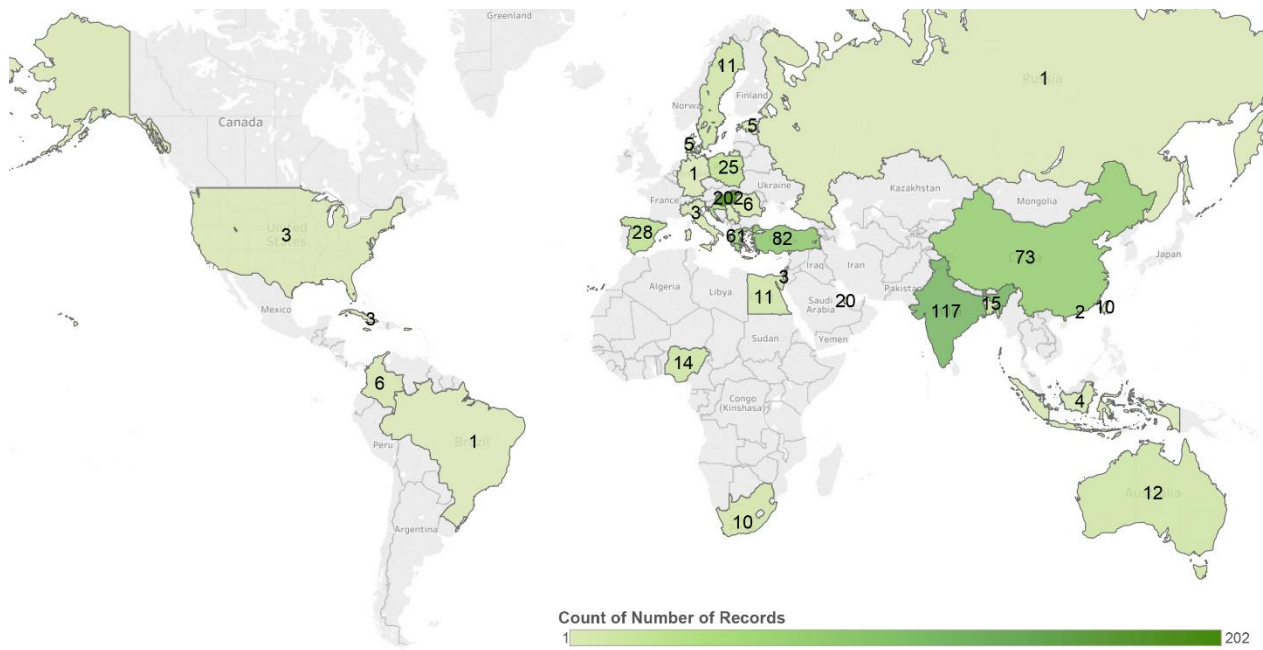 Greenland
11
1
Russia
Norway
Finland
Canada
5
5
25
1
Ukraine
Kazakhstan
Mongolia
France
202
6
3
United
States
3
28
61
82
73
Japan
3
Iraq
Iran
Algeria
Libya
11
Saudi
Arabia
20
Pakistan
117
15
2
10
Mexico
3
Sudan
Yemen
14
6
Congo
(Kinshasa)
4
Peru
1
Brazil
12
Australia
10
Argentina
Count of Number of Records
1
202